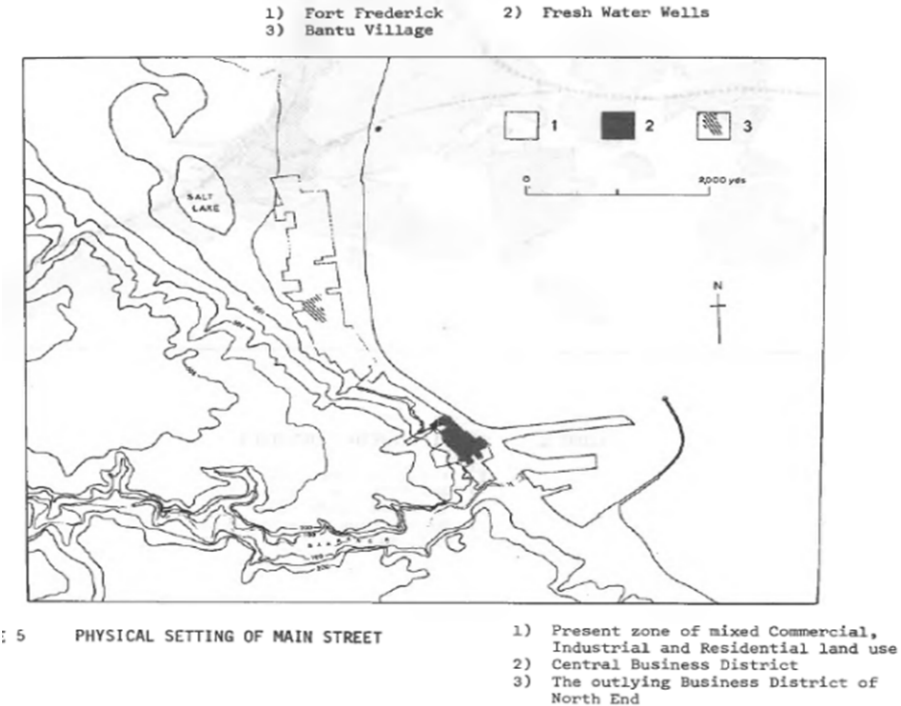 1) Fort Frederick 2) Fresh Water Wells
3) Bantu Village
1 2 3
0 2,000 yds
SALT
LAKE
N
5 PHYSICAL SETTING OF MAIN STREET
1) Present zone of mixed Commercial,
Industrial and Residential land use
2) Central Business District
3) The outlying Business District of
North End